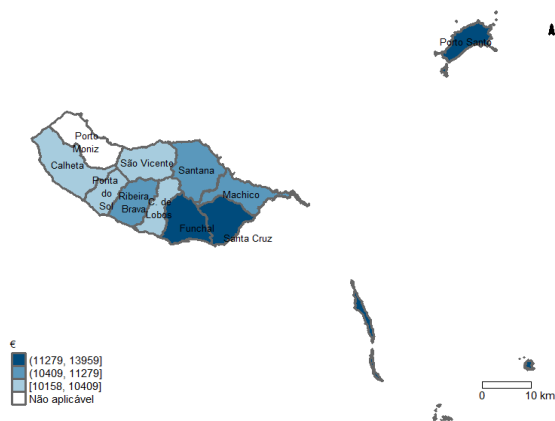 Porto Santo
Porto
Moniz
São Vicente
Calheta
Santana
Ponta
do
Sol
Ribeira
Brava
C. de
Lobos
Machico
Funchal
Santa Cruz
€
(11279, 13959]
(10409, 11279]
[10158, 10409]
Não aplicável
0 10 km